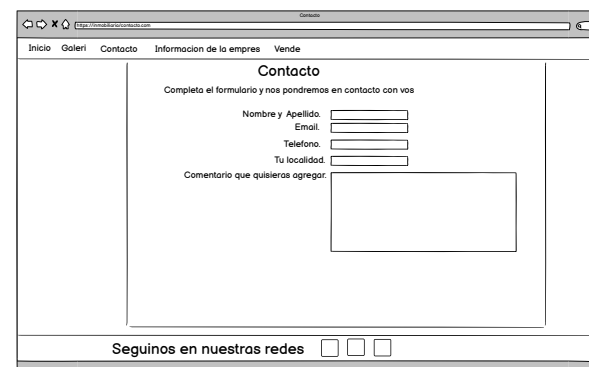 Contacto
https://inmobiliaria/contacto.com
Inicio Galeri Contacto Informacion de la empres Vende
Contacto
Completa el formulario y nos pondremos en contacto con vos
Nombre y Apellido.
Email.
Telefono.
Tu localidad.
Comentario que quisieras agregar.
Seguinos en nuestras redes